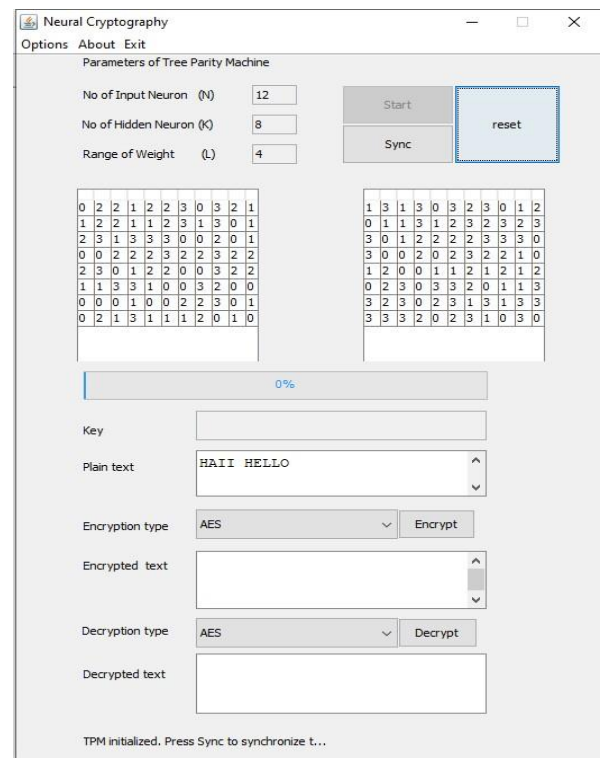 Neural Cryptography
Options About Exit
Parameters of Tree Parity Machine
No of Input Neuron (N) 12
No of Hidden Neuron (K) 8
Range of Weight (L) 4
Start
Sync
reset
0 2 2 1 2 2 3 0 3 2 1
1 2 2 1 1 2 3 1 3 0 1
2 3 1 3 3 3 0 0 2 0 1
0 0 2 2 2 3 2 2 3 2 2
2 3 0 1 2 2 0 0 3 2 2
1 1 3 3 1 0 3 3 2 0 0
0 0 0 1 0 0 2 2 3 0 1
0 2 1 3 1 1 1 2 0 1 0
1 3 1 3 0 3 2 3 0 1 2
0 1 1 3 1 2 3 2 3 2 3
3 0 1 2 2 2 2 3 3 3 0
3 0 0 2 0 2 3 2 2 1 0
1 2 0 0 1 1 2 1 2 1 2
0 2 3 0 3 3 2 0 1 1 3
3 2 3 0 2 3 1 3 1 3 3
3 3 3 2 0 2 3 1 0 3 0
0%
Key
Plain text HAII HELLO
Encryption type AES Encrypt
Encrypted text
Decryption type AES Decrypt
Decrypted text
TPM initialized. Press Sync to synchronize t...